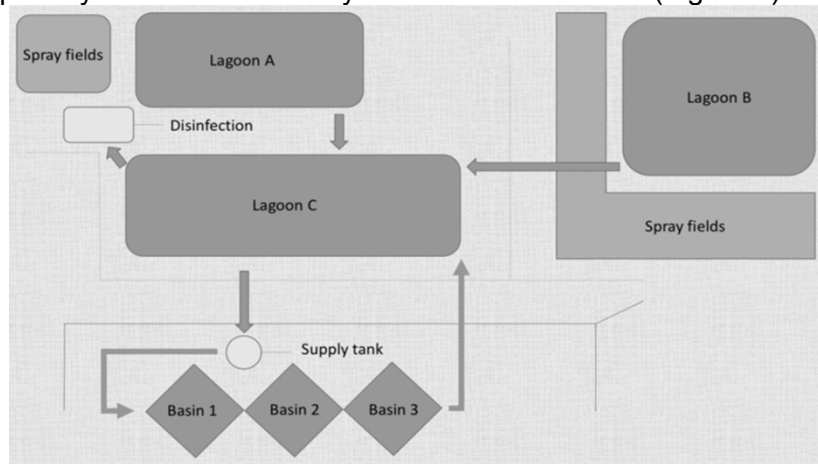 Spray fields
Lagoon A
Lagoon B
Disinfection
Lagoon C
Spray fields
Supply tank
Basin 1
Basin 2
Basin 3